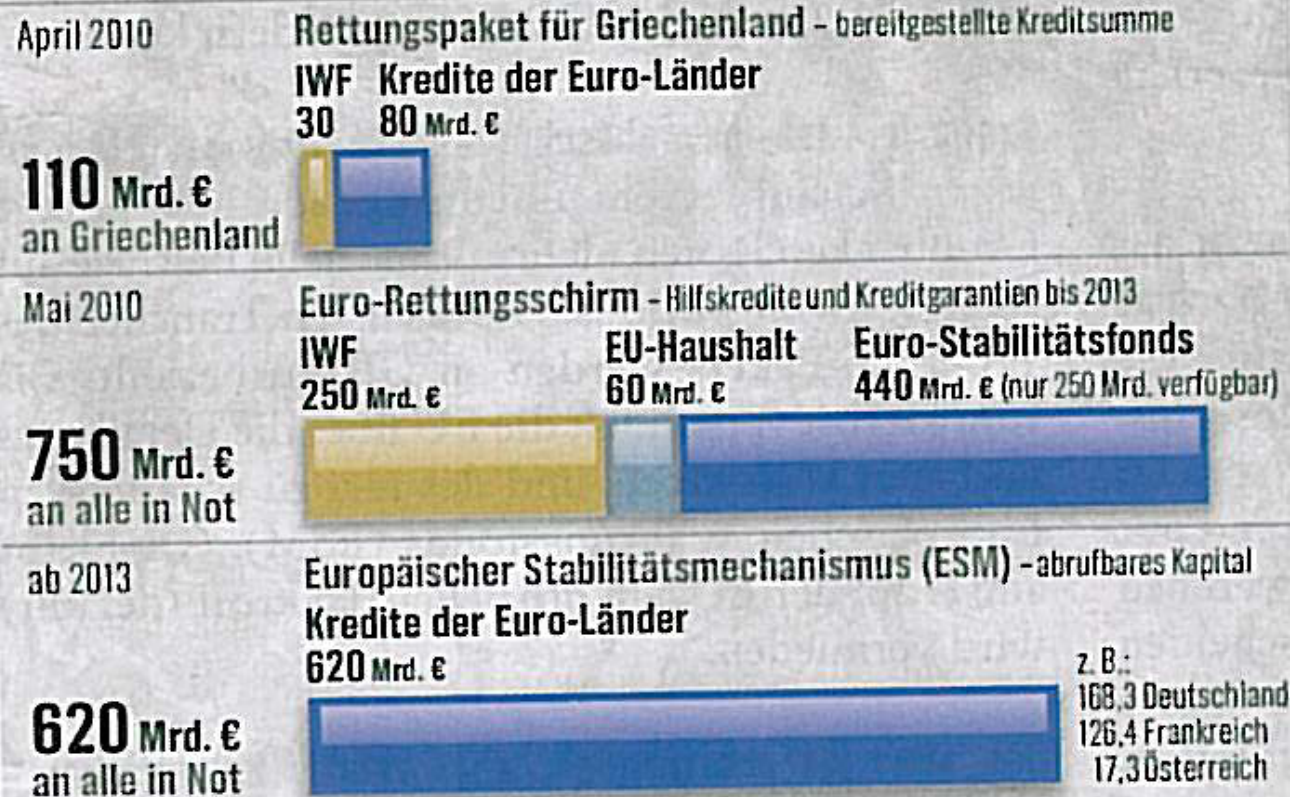 April 2010
Rettungspaket für Griechenland – bereitgestellte Kreditsumme
IWF Kredite der Euro-Länder
30 80 Mrd. €
110 Mrd. €
an Griechenland
Mai 2010
Euro-Rettungsschirm – Hilfskredite und Kreditgarantien bis 2013
IWF EU-Haushalt Euro-Stabilitätsfonds
250 Mrd. € 60 Mrd. € 440 Mrd. € (nur 250 Mrd. verfügbar)
750 Mrd. €
an alle in Not
ab 2013
Europäischer Stabilitätsmechanismus (ESM) – abrufbares Kapital
Kredite der Euro-Länder
620 Mrd. €
620 Mrd. €
an alle in Not
z. B.:
168,3 Deutschland
126,4 Frankreich
17,3 Österreich